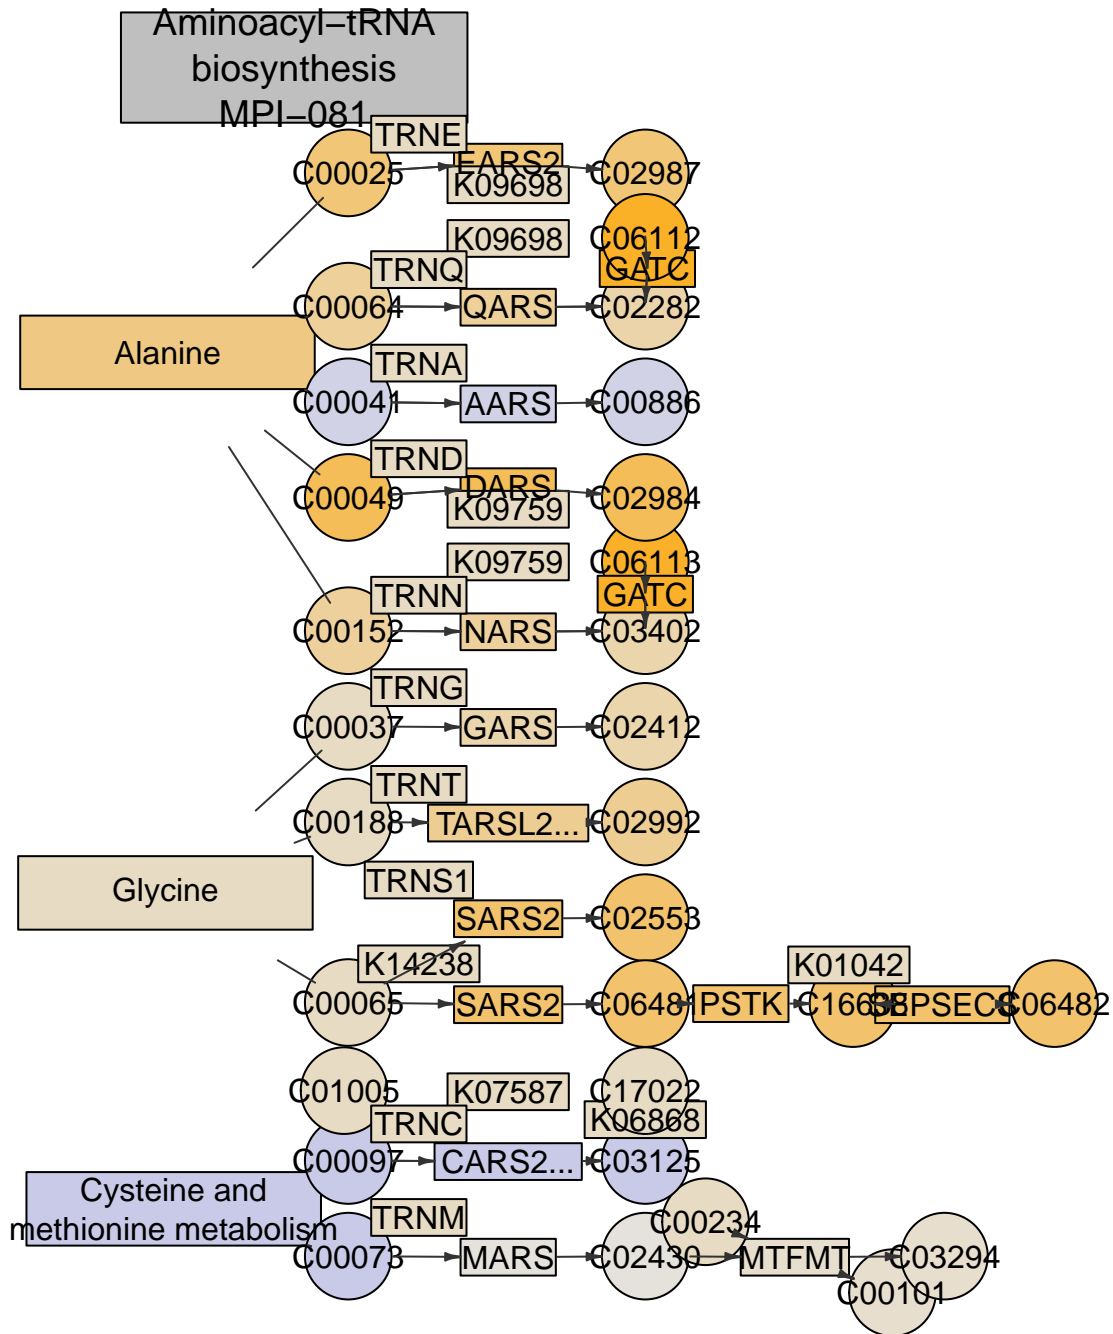 Aminoacyl−tRNA
biosynthesis
MPI−081
TRNE
C00025
EARS2
K09698
C02987
K09698
C06112
TRNQ
GATC
C00064
QARS
C02282
Alanine
TRNA
C00041
AARS
C00886
TRND
C00049
DARS
K09759
C02984
K09759
C06113
TRNN
GATC
C00152
NARS
C03402
TRNG
C00037
GARS
C02412
TRNT
C00188
TARSL2...
C02992
Glycine
TRNS1
SARS2
C02553
K14238
K01042
C00065
SARS2
C06481
PSTK
SEPSECS
C06482
C01005
K07587
C17022
TRNC
K06868
C00097
CARS2...
C03125
Cysteine and
methionine metabolism
TRNM
C00234
C00073
MARS
C02430
MTFMT
C03294
C00101